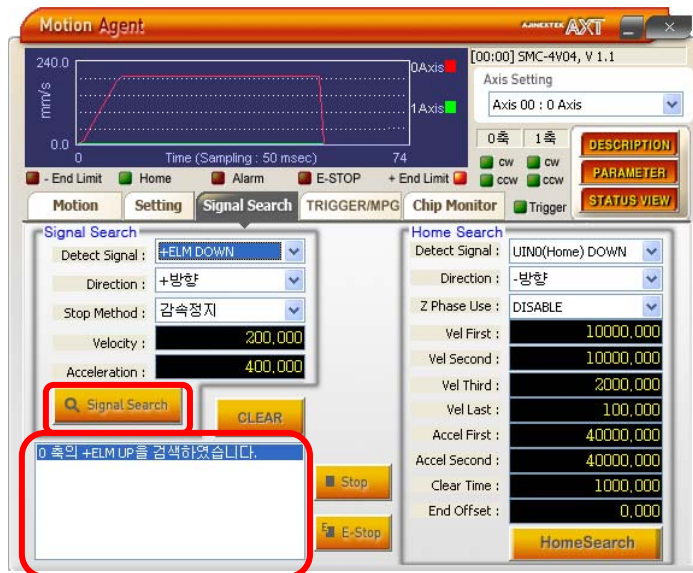 Motion Agent
AJINEXTEK AXT
[00:00] SMC-4V04, V 1.1
240.0
mm/s
0.0
0
Time (Sampling : 50 msec)
74
0Axis
1Axis
Axis Setting
Axis 00 : 0 Axis
0축 1축
cw cw
ccw ccw
Trigger
DESCRIPTION
PARAMETER
STATUS VIEW
- End Limit Home Alarm E-STOP + End Limit
Motion Setting Signal Search TRIGGER/MPG Chip Monitor
Signal Search
Detect Signal : +ELM DOWN
Direction : +방향
Stop Method : 감속정지
Velocity : 200,000
Acceleration : 400,000
Signal Search
CLEAR
0 축의 +ELM UP을 검색하였습니다.
Stop
E-Stop
Home Search
Detect Signal : UIN0(Home) DOWN
Direction : -방향
Z Phase Use : DISABLE
Vel First : 10000,000
Vel Second : 10000,000
Vel Third : 2000,000
Vel Last : 100,000
Accel First : 40000,000
Accel Second : 40000,000
Clear Time : 1000,000
End Offset : 0,000
HomeSearch